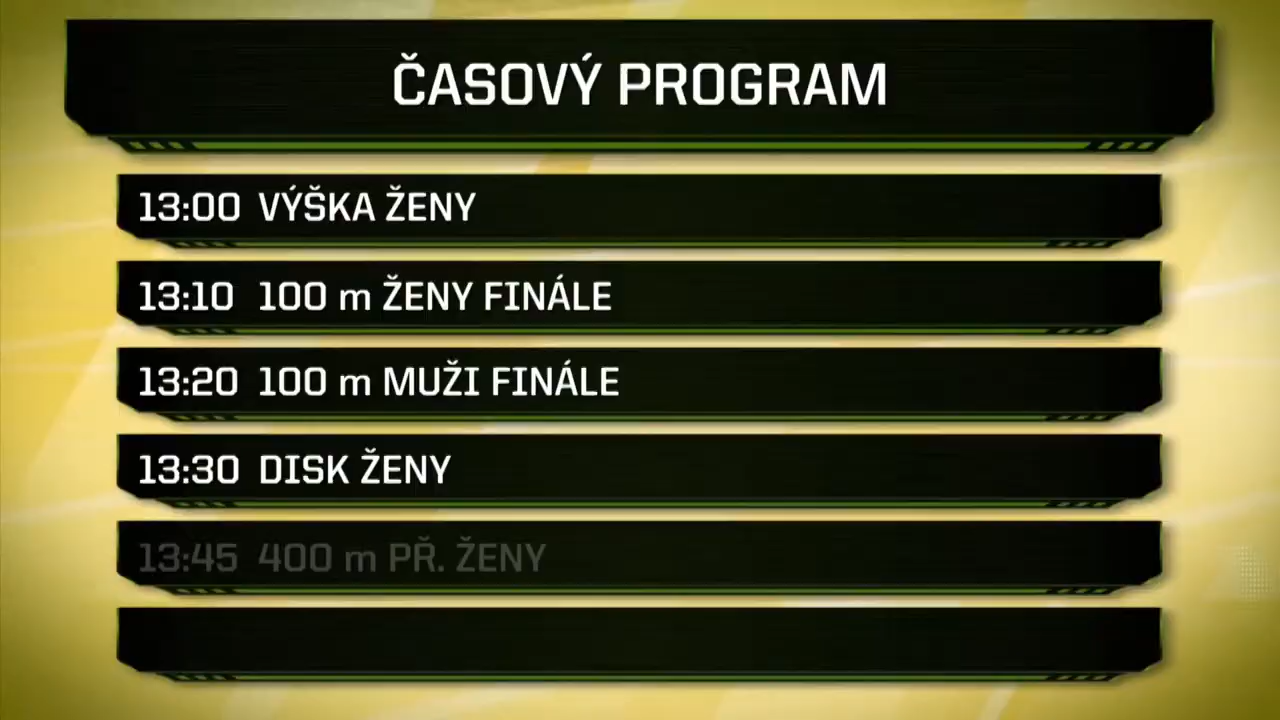 ČASOVÝ PROGRAM
13:00 VÝŠKA ŽENY
13:10 100 m ŽENY FINÁLE
13:20 100 m MUŽI FINÁLE
13:30 DISK ŽENY
13:45 400 m PŘ. ŽENY